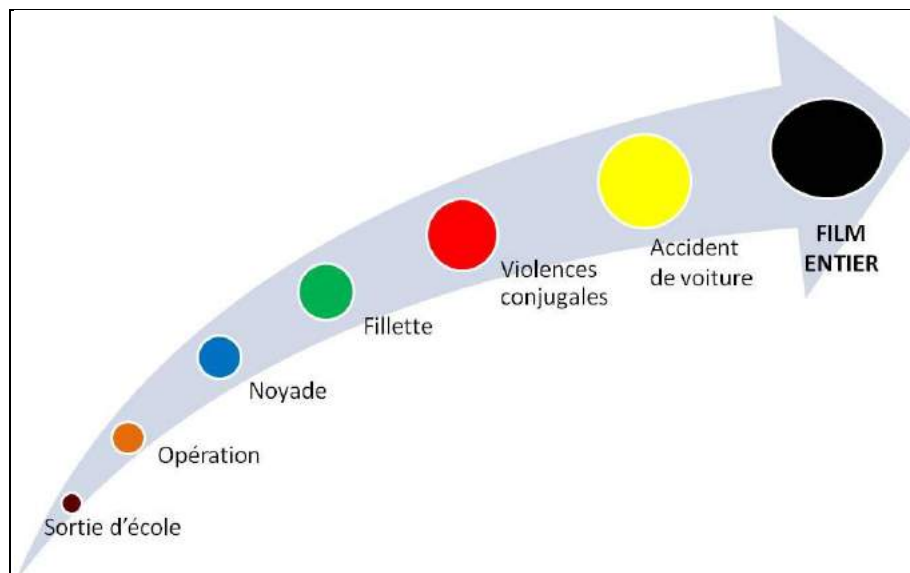 Sortie d'école
Opération
Noyade
Fillette
Violences
conjugales
Accident
de voiture
FILM
ENTIER